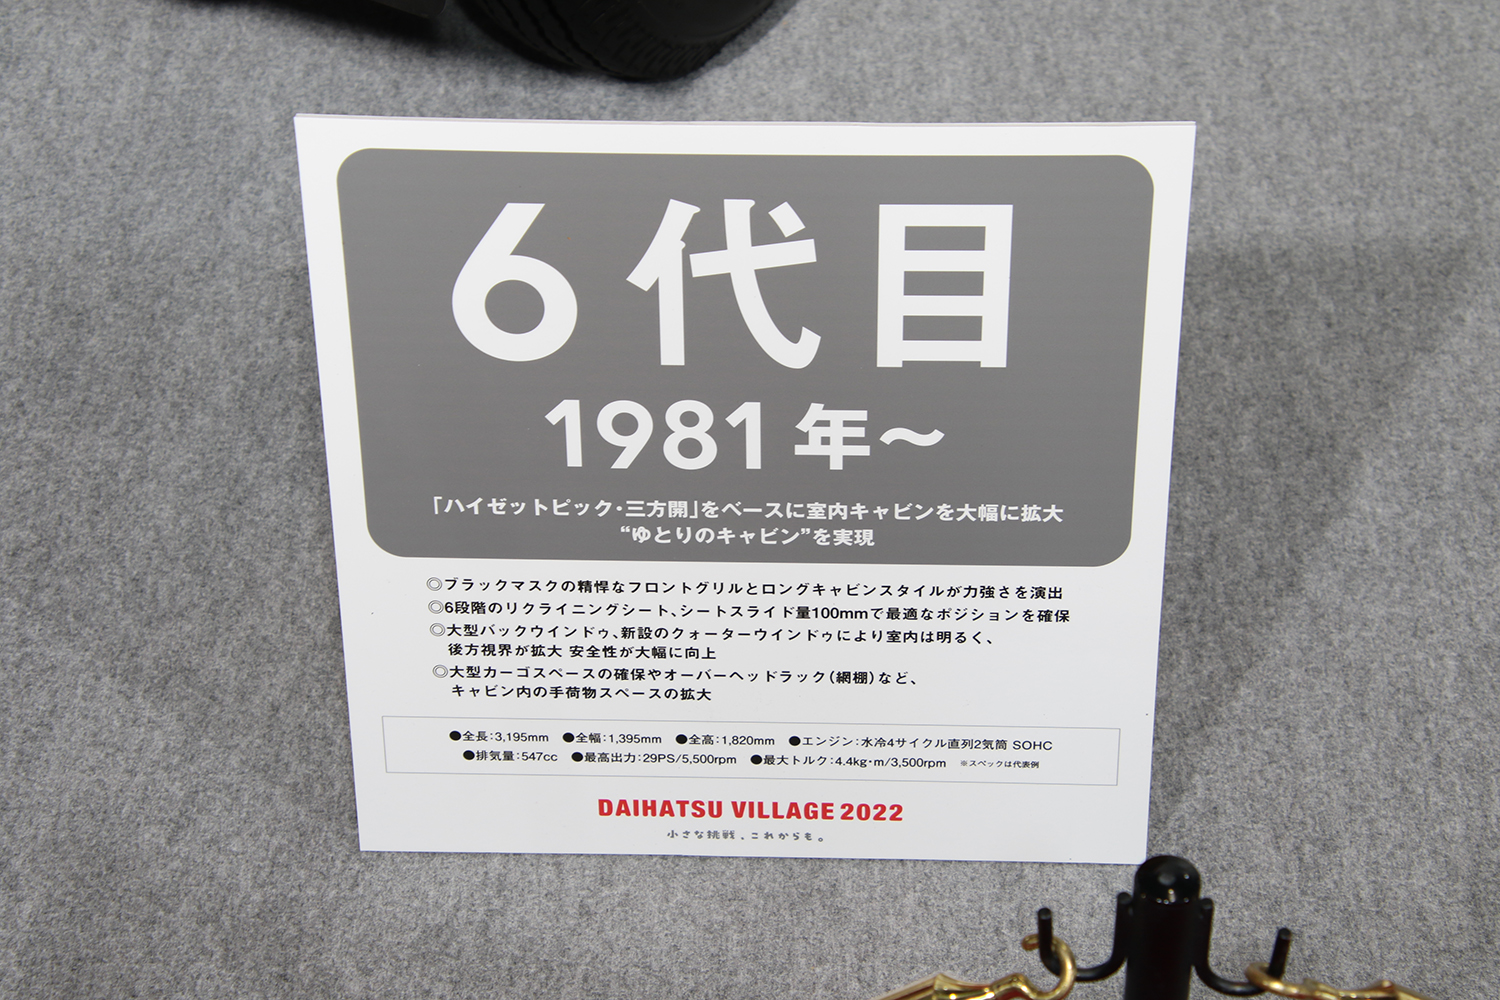 6代目
1981年～
「ハイゼットピック・三方開」をベースに室内キャビンを大幅に拡大
“ゆとりのキャビン”を実現
◎ブラックマスクの精悍なフロントグリルとロングキャビンスタイルが力強さを演出
◎6段階のリクライニングシート、シートスライド量100mmで最適なポジションを確保
◎大型バックウインドゥ、新設のクォーターウインドゥにより室内は明るく、
後方視界が拡大 安全性が大幅に向上
◎大型カーゴスペースの確保やオーバーヘッドラック（網棚）など、
キャビン内の手荷物スペースの拡大
●全長：3,195mm ●全幅：1,395mm ●全高：1,820mm ●エンジン：水冷4サイクル直列2気筒 SOHC
●排気量：547cc ●最高出力：29PS/5,500rpm ●最大トルク：4.4kg・m/3,500rpm ※スペックは代表例
DAIHATSU VILLAGE 2022
小さな挑戦、これからも。